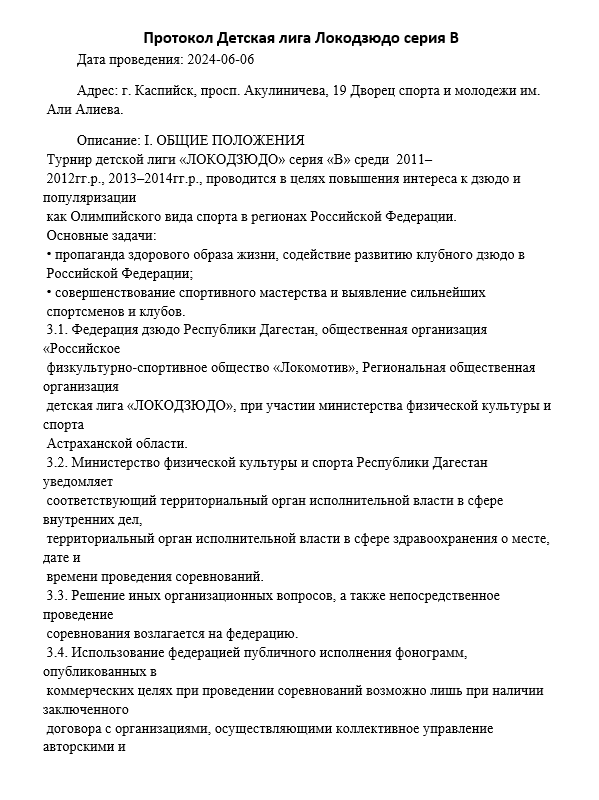 Протокол Детская лига Локодзюдо серия В
Дата проведения: 2024-06-06
Адрес: г. Каспийск, просп. Акулиничева, 19 Дворец спорта и молодежи им.
Али Алиева.
Описание: I. ОБЩИЕ ПОЛОЖЕНИЯ
Турнир детской лиги «ЛОКОДЗЮДО» серия «В» среди  2011–
2012гг.р., 2013–2014гг.р., проводится в целях повышения интереса к дзюдо и
популяризации
как Олимпийского вида спорта в регионах Российской Федерации.
Основные задачи:
• пропаганда здорового образа жизни, содействие развитию клубного дзюдо в
Российской Федерации;
• совершенствование спортивного мастерства и выявление сильнейших
спортсменов и клубов.
3.1. Федерация дзюдо Республики Дагестан, общественная организация
«Российское
физкультурно-спортивное общество «Локомотив», Региональная общественная
организация
детская лига «ЛОКОДЗЮДО», при участии министерства физической культуры и
спорта
Астраханской области.
3.2. Министерство физической культуры и спорта Республики Дагестан
уведомляет
соответствующий территориальный орган исполнительной власти в сфере
внутренних дел,
территориальный орган исполнительной власти в сфере здравоохранения о месте,
дате и
времени проведения соревнований.
3.3. Решение иных организационных вопросов, а также непосредственное
проведение
соревнования возлагается на федерацию.
3.4. Использование федерацией публичного исполнения фонограмм,
опубликованных в
коммерческих целях при проведении соревнований возможно лишь при наличии
заключенного
договора с организациями, осуществляющими коллективное управление
авторскими и